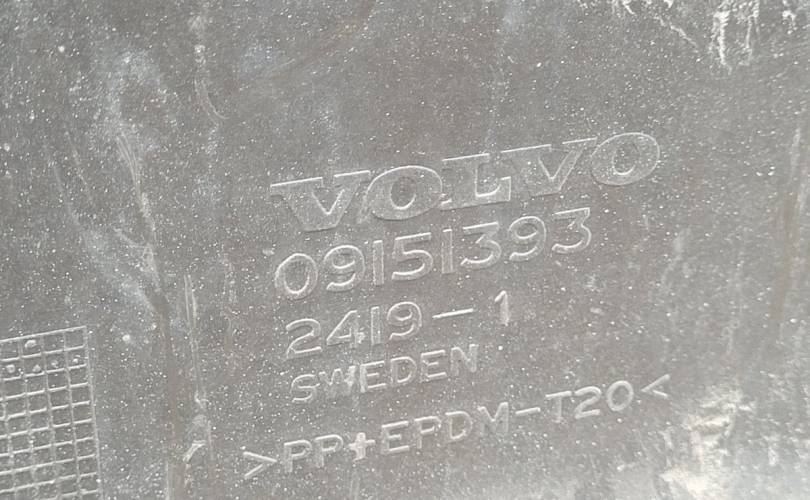 VOLVO
09151393
2419-1
SWEDEN
>PP+EPDM-T20<